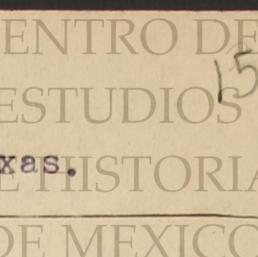 ENTRO DE
15
ESTUDIOS
xas.
E HISTORIA
DE MEXICO